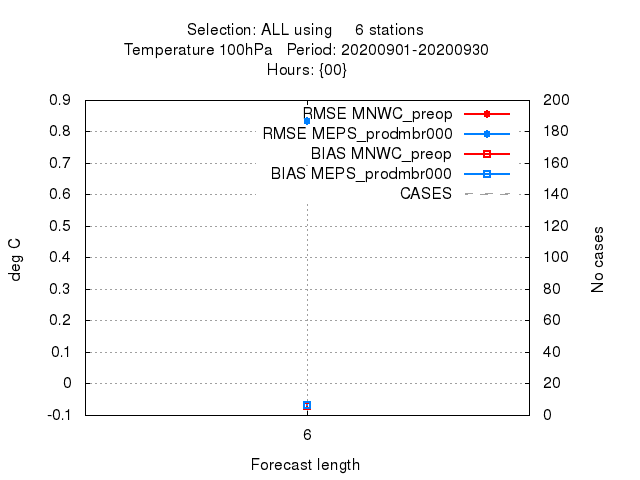 Selection: ALL using 6 stations
Temperature 100hPa Period: 20200901-20200930
Hours: {00}
0.9 200
RMSE MNWC_preop
0.8 RMSE MEPS_prodmbr000 180
BIAS MNWC_preop
0.7 160
BIAS MEPS_prodmbr000
0.6 CASES 140
0.5 120
deg C
0.4 100
No cases
0.3 80
0.2 60
0.1 40
0 20
-0.1 0
6
Forecast length